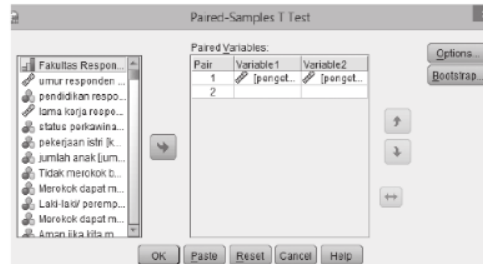 Paired-Samples T Test
Fakultas Respon...
umur responden ...
pendidikan respo...
lama kerja respo...
status perkawina...
pekerjaan istri [k...
jumlah anak [jum...
Tidak merokok b...
Merokok dapat m...
Laki-laki/ peremp...
Merokok dapat m...
Aman jika kita m...
Paired Variables:
Pair Variable1 Variable2
1 [penget... [penget...
2
Options...
Bootstrap...
OK Paste Reset Cancel Help